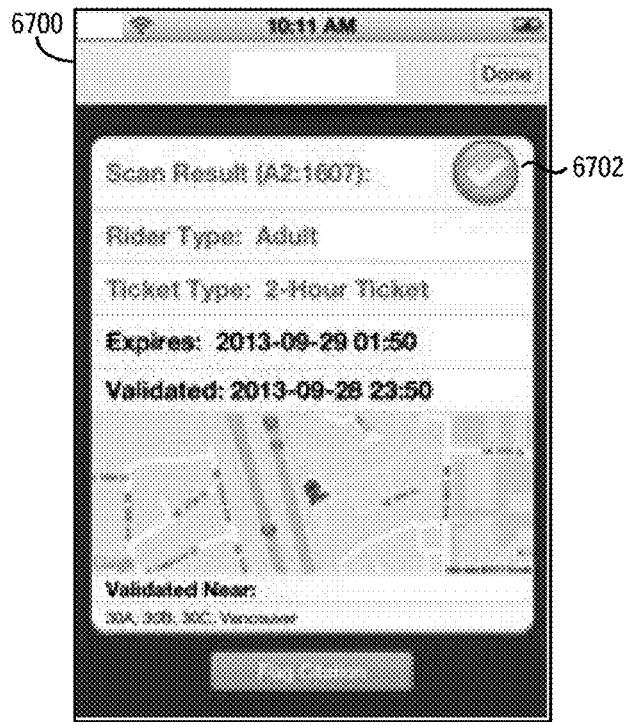 6700
10:11 AM
Done
Scan Result (A2:1607):
6702
Rider Type: Adult
Ticket Type: 2-Hour Ticket
Expires: 2013-09-29 01:50
Validated: 2013-09-28 23:50
Validated Near:
30A, 30B, 30C, Vancouver